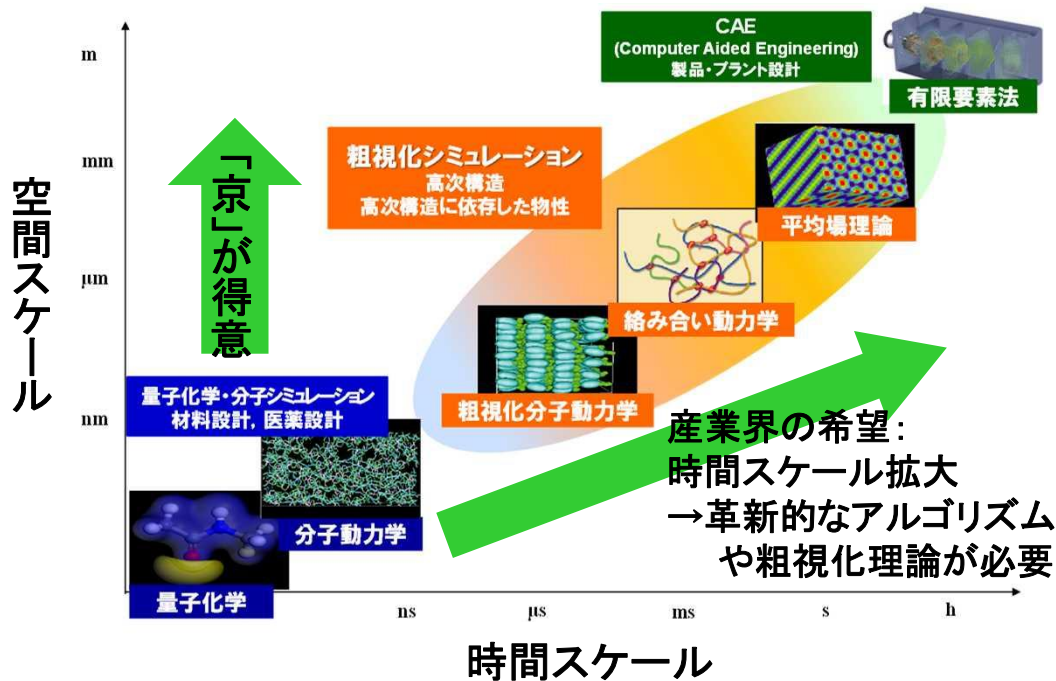 CAE
(Computer Aided Engineering)
製品・プラント設計
有限要素法
m
mm
μm
nm
空間スケール
「京」が得意
粗視化シミュレーション
高次構造
高次構造に依存した物性
平均場理論
絡み合い動力学
粗視化分子動力学
量子化学・分子シミュレーション
材料設計, 医薬設計
分子動力学
量子化学
産業界の希望:
時間スケール拡大
→革新的なアルゴリズム
や粗視化理論が必要
ns
μs
ms
s
h
時間スケール